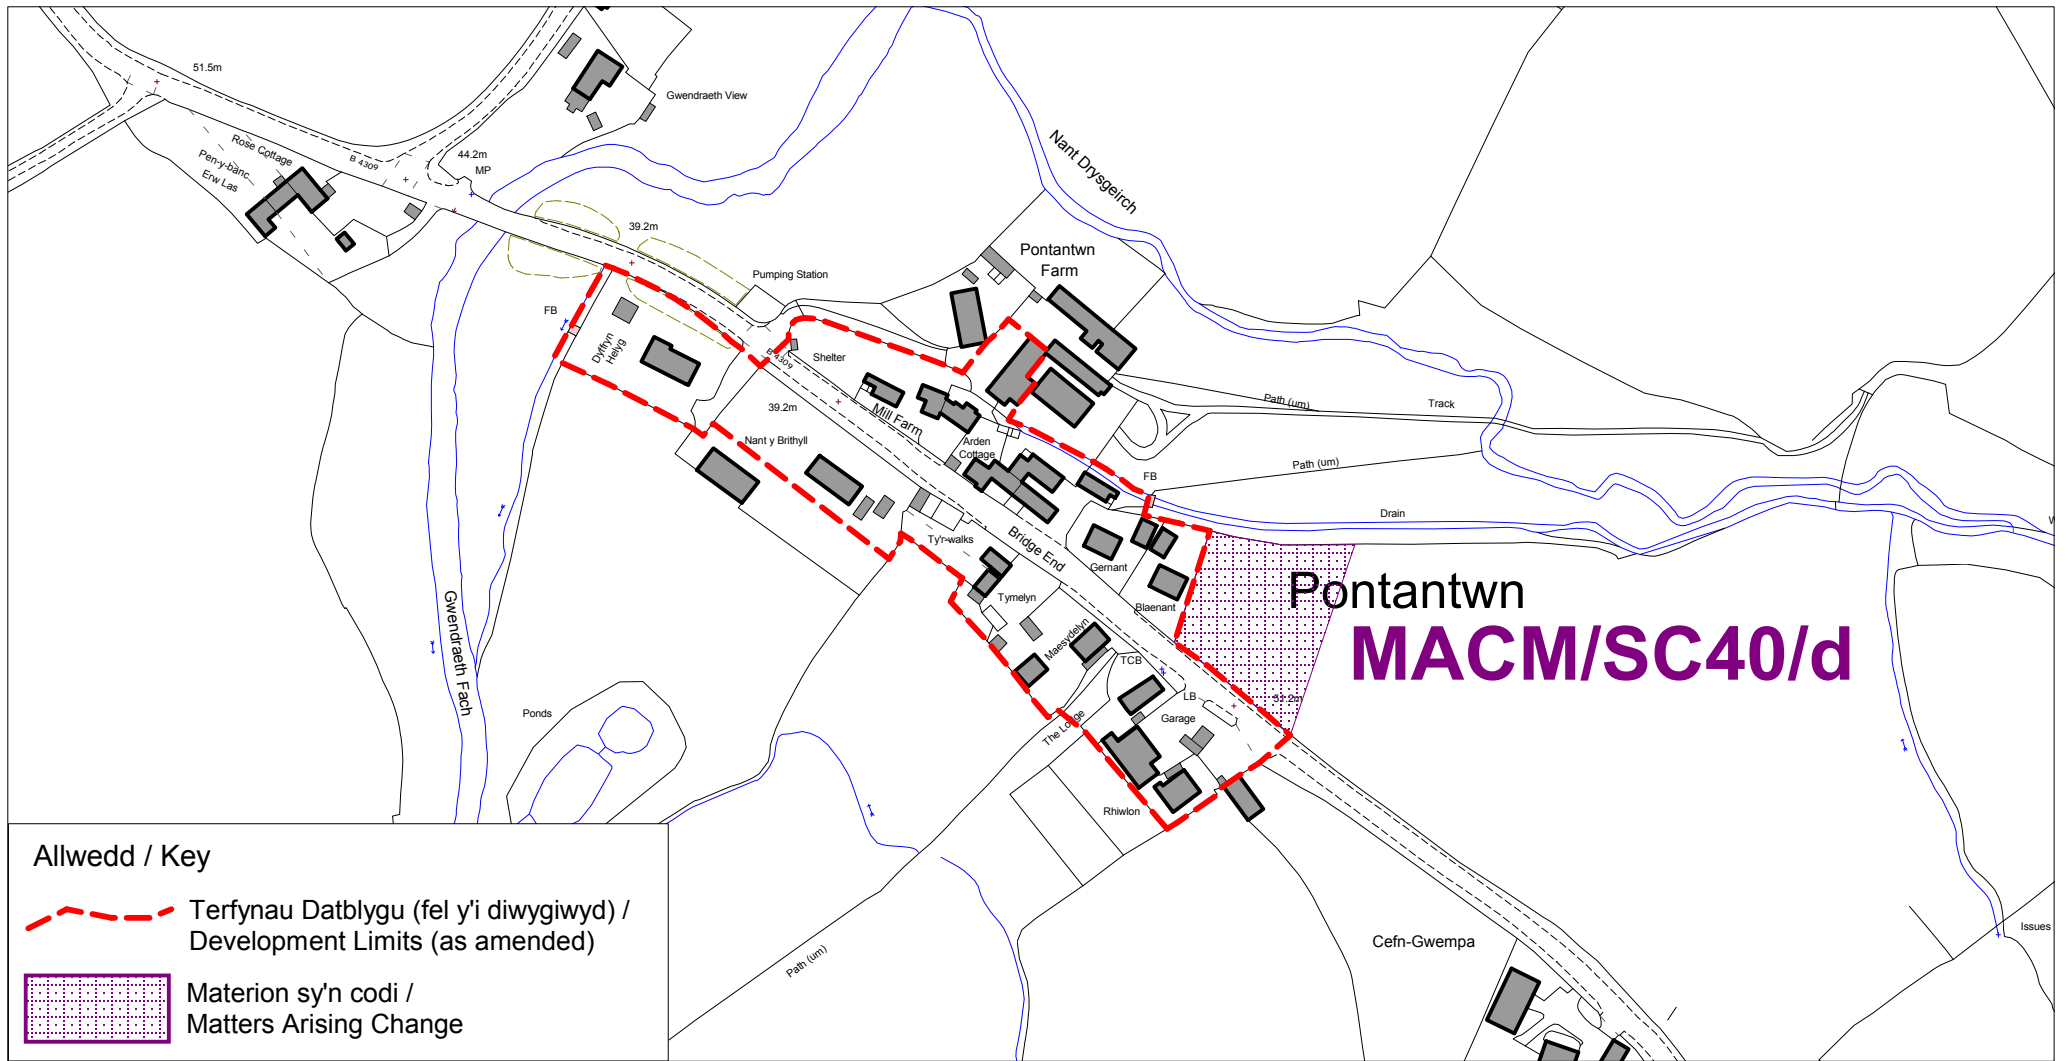 51.5m
Gwendraeth View
Rose Cottage
Pen-y-banc
Erw Las
B 4309
44.2m
MP
Nant Drysgeirch
39.2m
Pontantwn
Farm
Pumping Station
FB
Dyffryn
Helyg
B 4309
Shelter
Mill Farm
39.2m
Nant y Brithyll
Arden
Cottage
Path (um)
Track
Path (um)
FB
Drain
Bridge End
Ty'r-walks
Gernant
Tymelyn
Blaenant
Maesydelyn
Pontantwn
MACM/SC40/d
Gwendraeth Fach
TCB
LB
51.2m
Garage
The Lodge
Ponds
Rhiwlon
Path (um)
Cefn-Gwempa
Issues
W
Allwedd / Key
Terfynau Datblygu (fel y'i diwygiwyd) /
Development Limits (as amended)
Materion sy'n codi /
Matters Arising Change